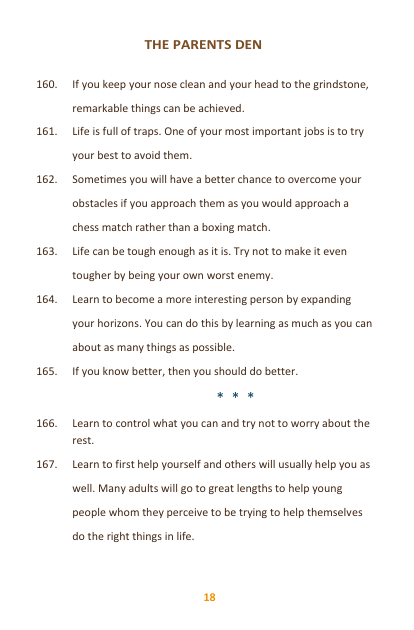 THE PARENTS DEN
160. If you keep your nose clean and your head to the grindstone,
remarkable things can be achieved.
161. Life is full of traps. One of your most important jobs is to try
your best to avoid them.
162. Sometimes you will have a better chance to overcome your
obstacles if you approach them as you would approach a
chess match rather than a boxing match.
163. Life can be tough enough as it is. Try not to make it even
tougher by being your own worst enemy.
164. Learn to become a more interesting person by expanding
your horizons. You can do this by learning as much as you can
about as many things as possible.
165. If you know better, then you should do better.
* * *
166. Learn to control what you can and try not to worry about the
rest.
167. Learn to first help yourself and others will usually help you as
well. Many adults will go to great lengths to help young
people whom they perceive to be trying to help themselves
do the right things in life.
18